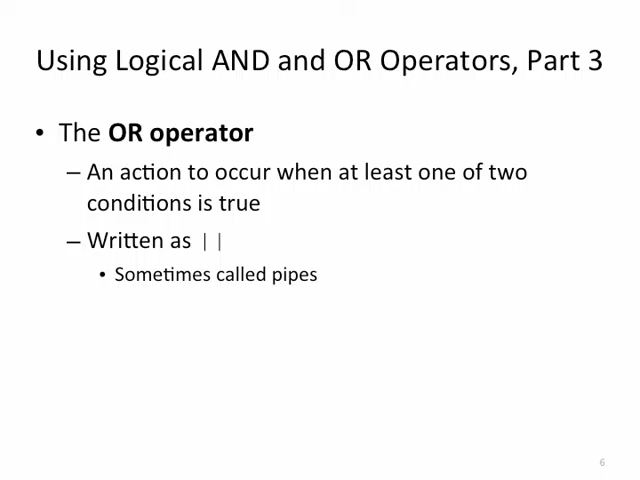 Using Logical AND and OR Operators, Part 3
• The OR operator
– An action to occur when at least one of two
conditions is true
– Written as ||
• Sometimes called pipes
6